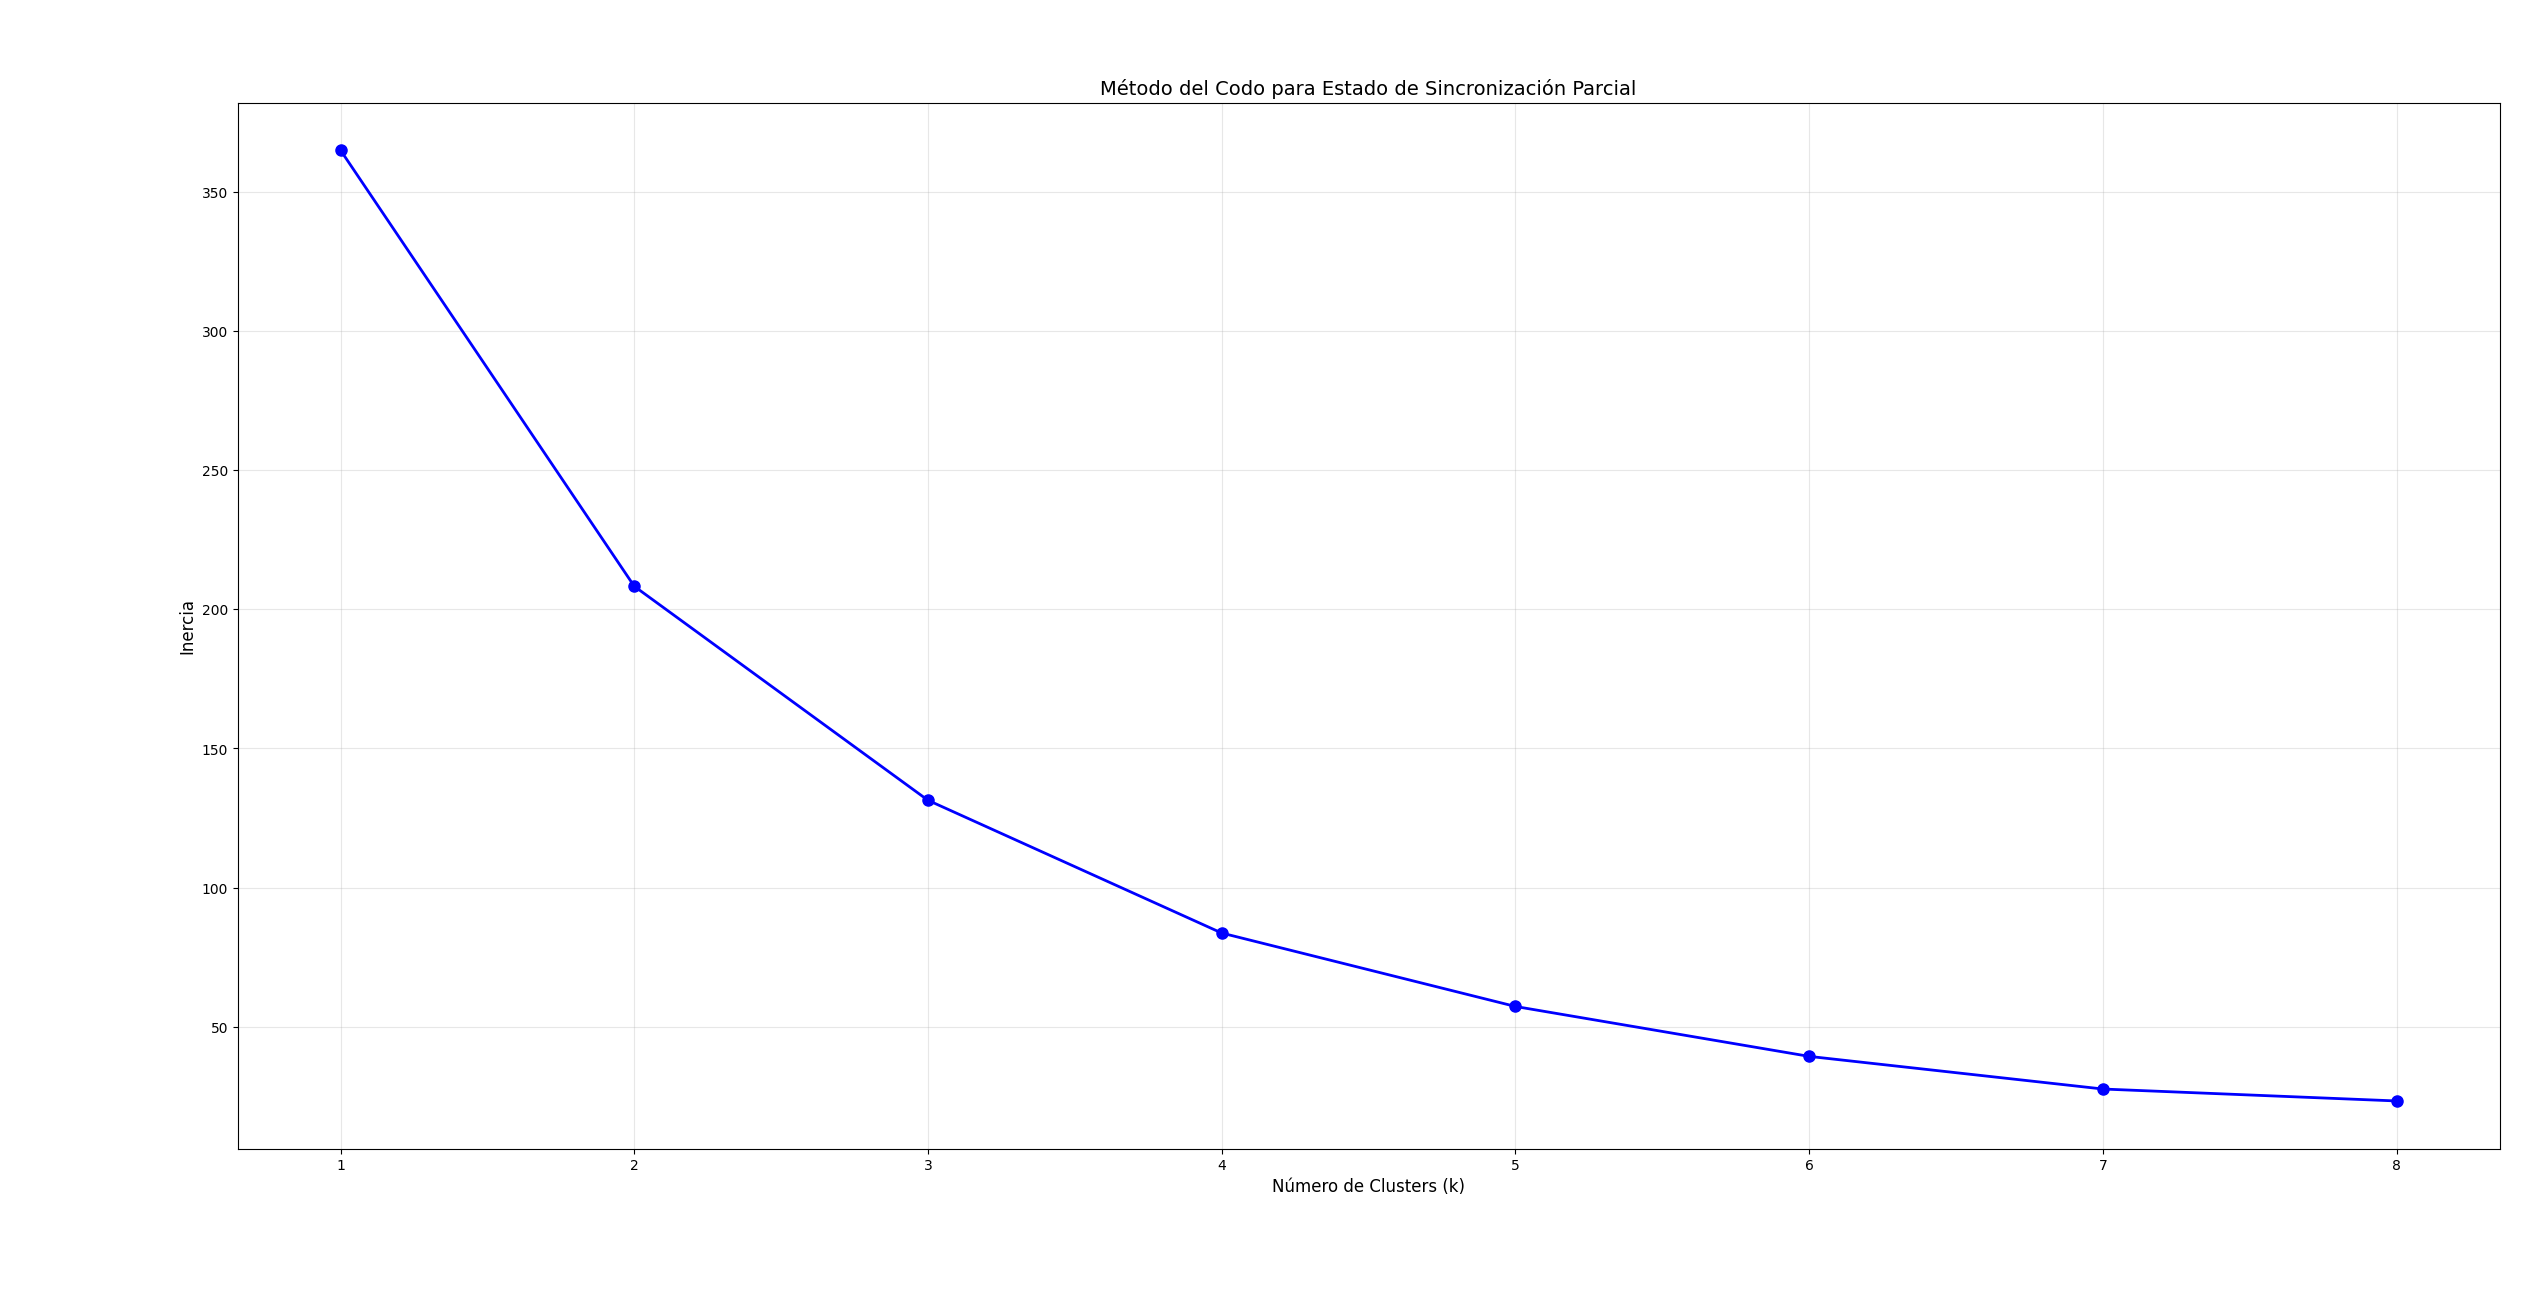 Método del Codo para Estado de Sincronización Parcial
350
300
250
200
150
100
50
Inercia
1 2 3 4 5 6 7 8
Número de Clusters (k)